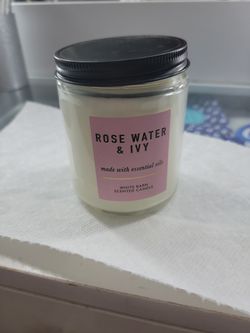 ROSE WATER
& IVY
made with essential oils
WHITE BARN
SCENTED CANDLE